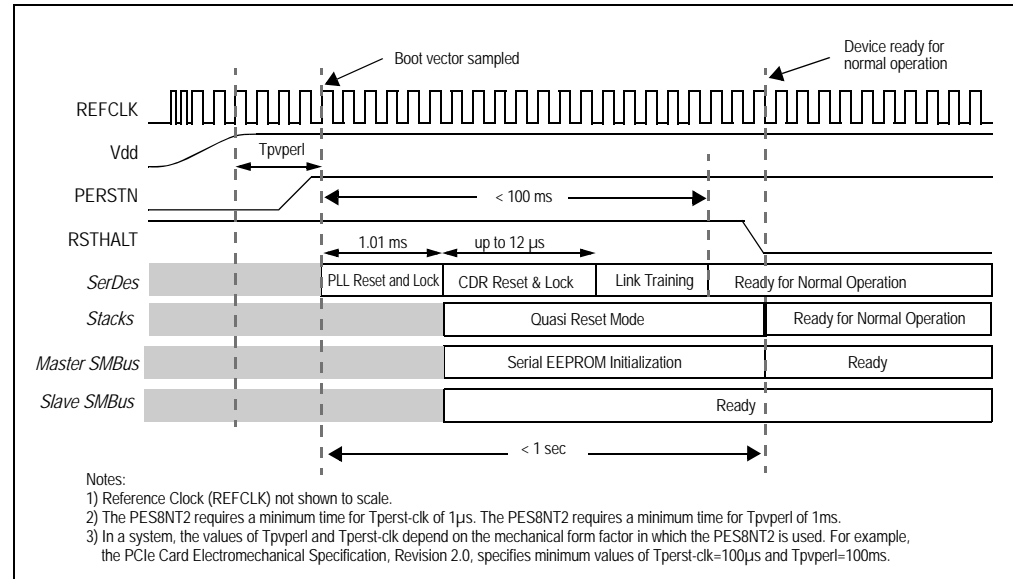 Boot vector sampled
Device ready for
normal operation
REFCLK
Vdd
Tpvperl
PERSTN
< 100 ms
RSTHALT
1.01 ms
up to 12 µs
SerDes
PLL Reset and Lock
CDR Reset & Lock
Link Training
Ready for Normal Operation
Stacks
Quasi Reset Mode
Ready for Normal Operation
Master SMBus
Serial EEPROM Initialization
Ready
Slave SMBus
Ready
< 1 sec
Notes:
1) Reference Clock (REFCLK) not shown to scale.
2) The PES8NT2 requires a minimum time for Tperst-clk of 1µs. The PES8NT2 requires a minimum time for Tpvperl of 1ms.
3) In a system, the values of Tpvperl and Tperst-clk depend on the mechanical form factor in which the PES8NT2 is used. For example,
the PCIe Card Electromechanical Specification, Revision 2.0, specifies minimum values of Tperst-clk=100µs and Tpvperl=100ms.